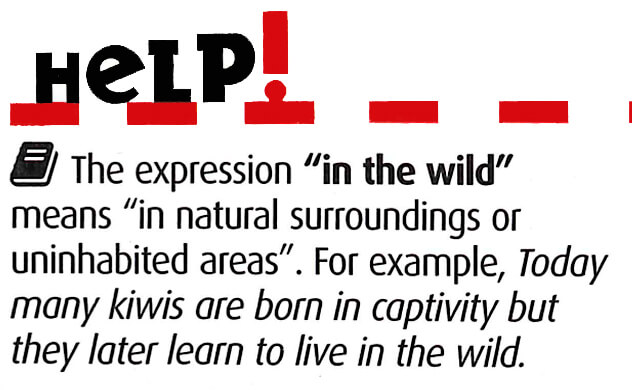 HeLP!
The expression “in the wild”
means “in natural surroundings or
uninhabited areas”. For example, Today
many kiwis are born in captivity but
they later learn to live in the wild.